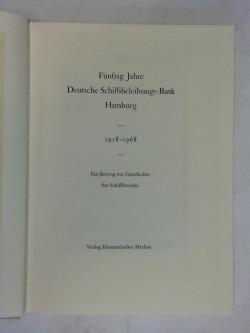 Fünfzig Jahre
Deutsche Schiffsbeleihungs-Bank
Hamburg
1918-1968
Ein Beitrag zur Geschichte
des Schiffskredites
Verlag Hanseatischer Merkur